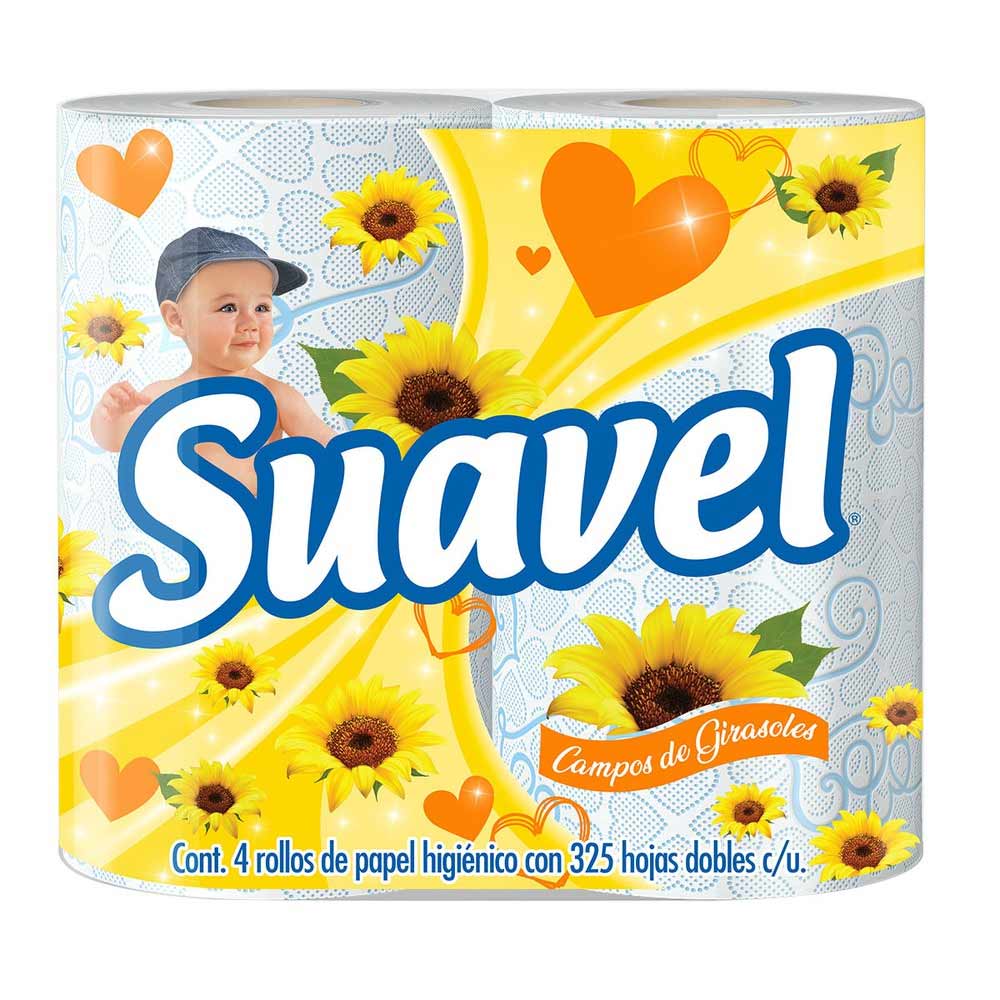 Suavel®
Campos de Girasoles
Cont. 4 rollos de papel higiénico con 325 hojas dobles c/u.